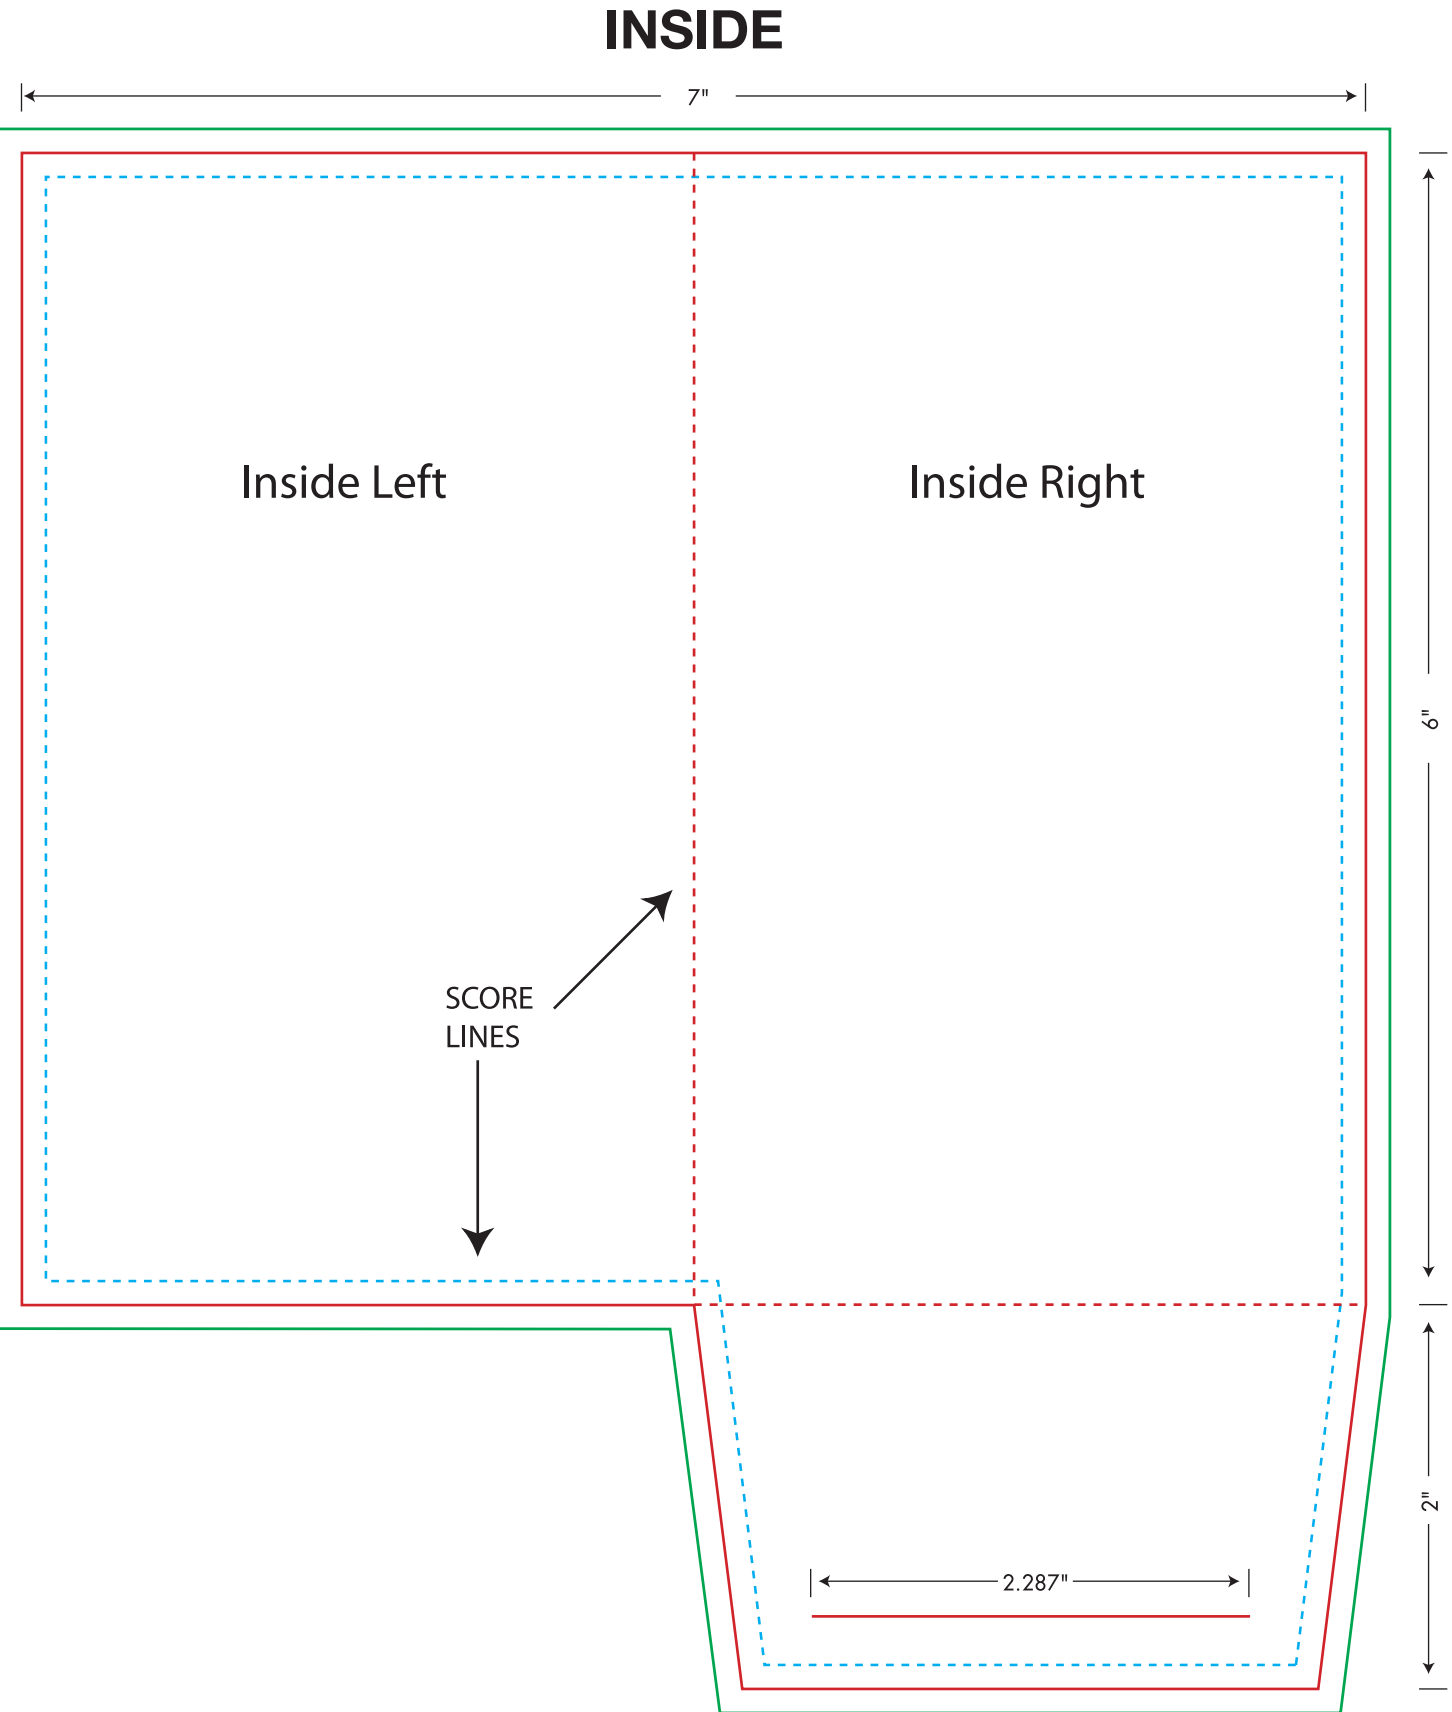 INSIDE
7"
Inside Left
Inside Right
6"
SCORE
LINES
2"
2.287"